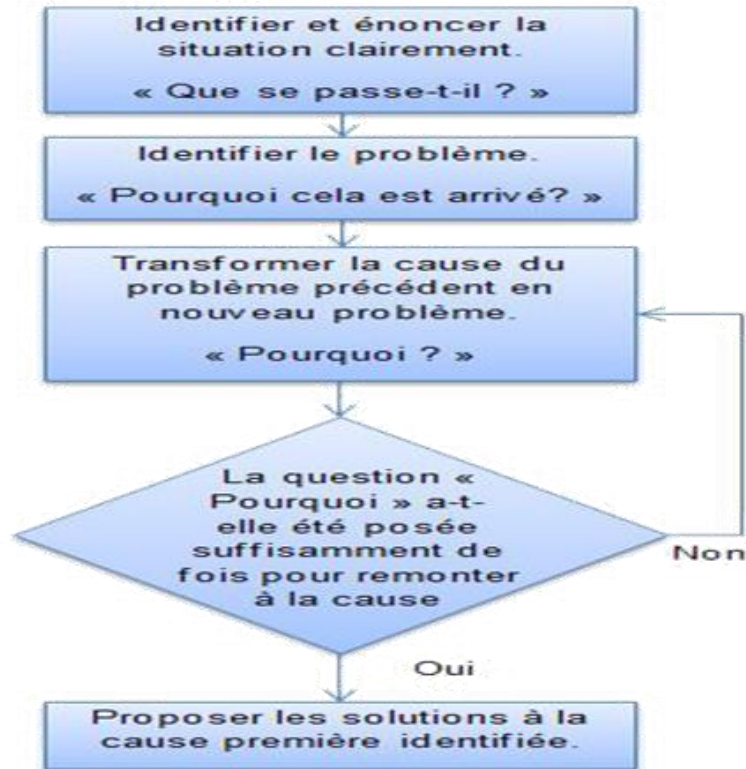 Identifier et énoncer la
situation clairement.
« Que se passe-t-il ? »
Identifier le problème.
« Pourquoi cela est arrivé? »
Transformer la cause du
problème précédent en
nouveau problème.
« Pourquoi ? »
La question «
Pourquoi » a-t-
elle été posée
suffisamment de
fois pour remonter
à la cause
Non
Oui
Proposer les solutions à la
cause première identifiée.